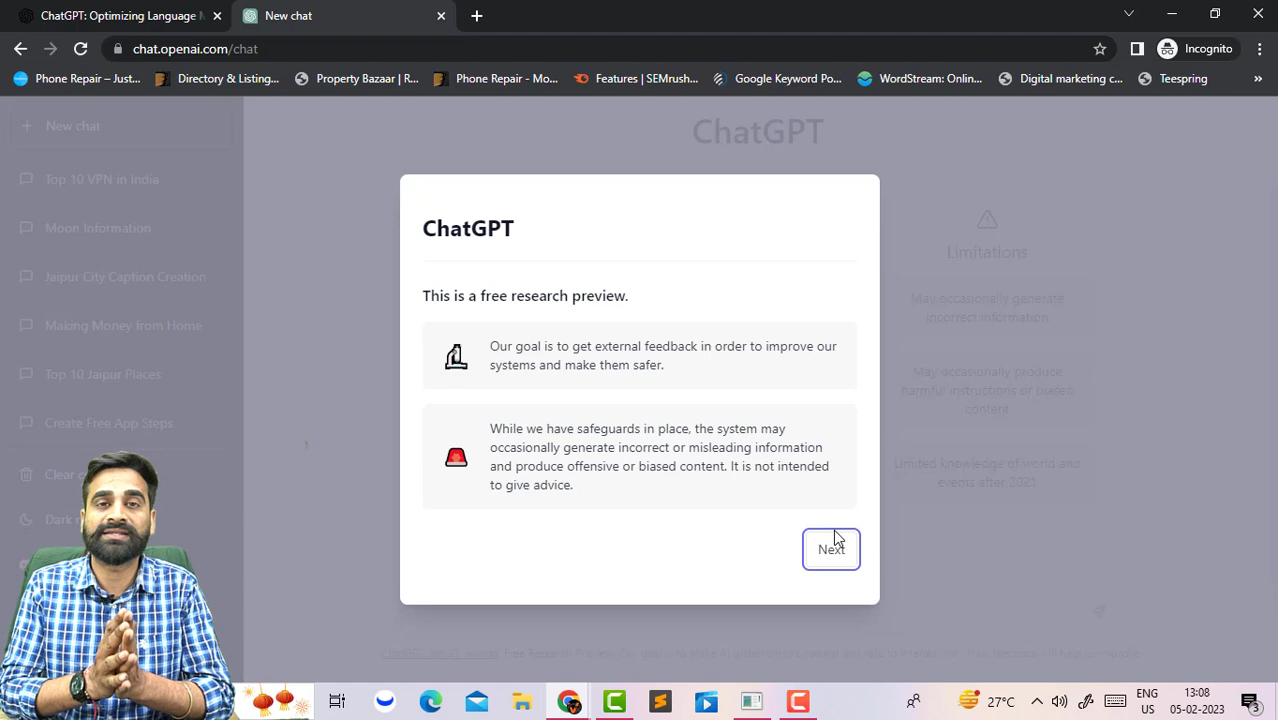 ChatGPT: Optimizing Language M
New chat
chat.openai.com/chat
Incognito
Phone Repair – Just...
Directory & Listing...
Property Bazaar | R...
Phone Repair - Mo...
Features | SEMrush...
Google Keyword Po...
WordStream: Onlin...
Digital marketing c...
Teespring
»
New chat
Top 10 VPN in India
Moon Information
Jaipur City Caption Creation
Making Money from Home
Top 10 Jaipur Places
Create Free App Steps
Clear
Dark
ChatGPT
Limitations
May occasionally generate
incorrect information
May occasionally produce
harmful instructions or biased
content
Limited knowledge of world and
events after 2021
ChatGPT
This is a free research preview.
Our goal is to get external feedback in order to improve our
systems and make them safer.
While we have safeguards in place, the system may
occasionally generate incorrect or misleading information
and produce offensive or biased content. It is not intended
to give advice.
Next
27°C
ENG
US
13:08
05-02-2023
3